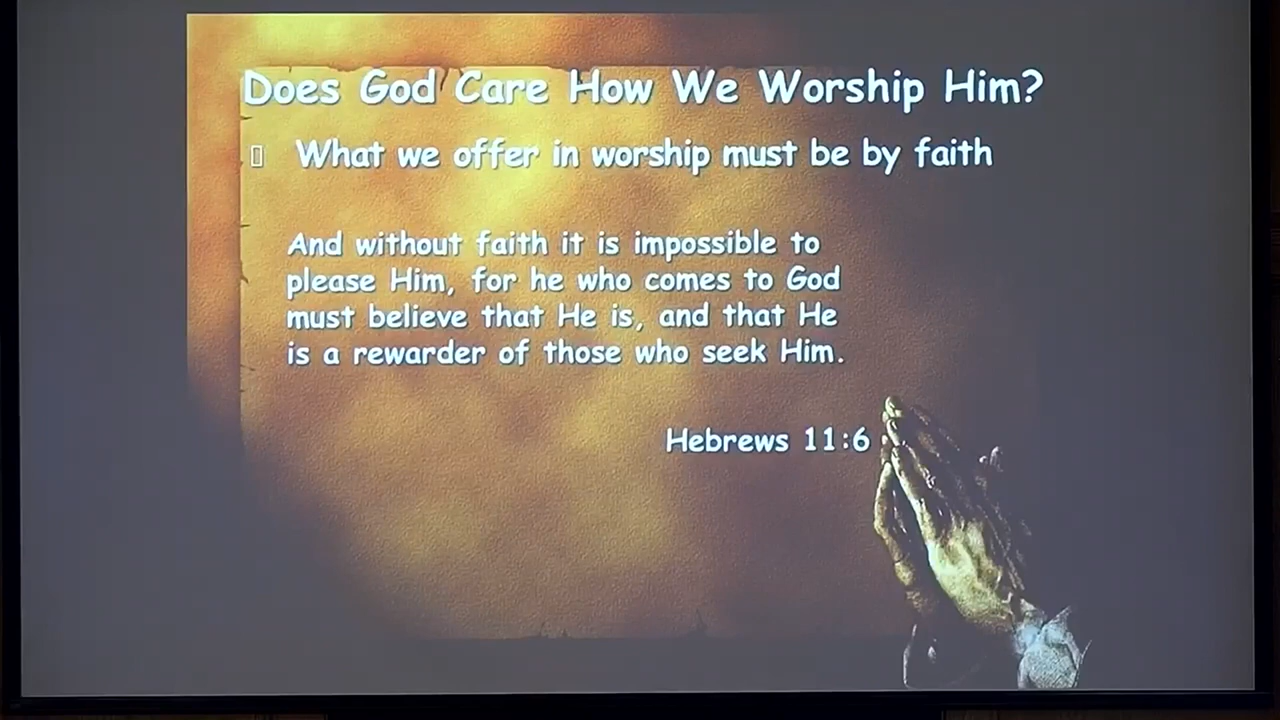 Does God Care How We Worship Him?
What we offer in worship must be by faith
And without faith it is impossible to
please Him, for he who comes to God
must believe that He is, and that He
is a rewarder of those who seek Him.
Hebrews 11:6